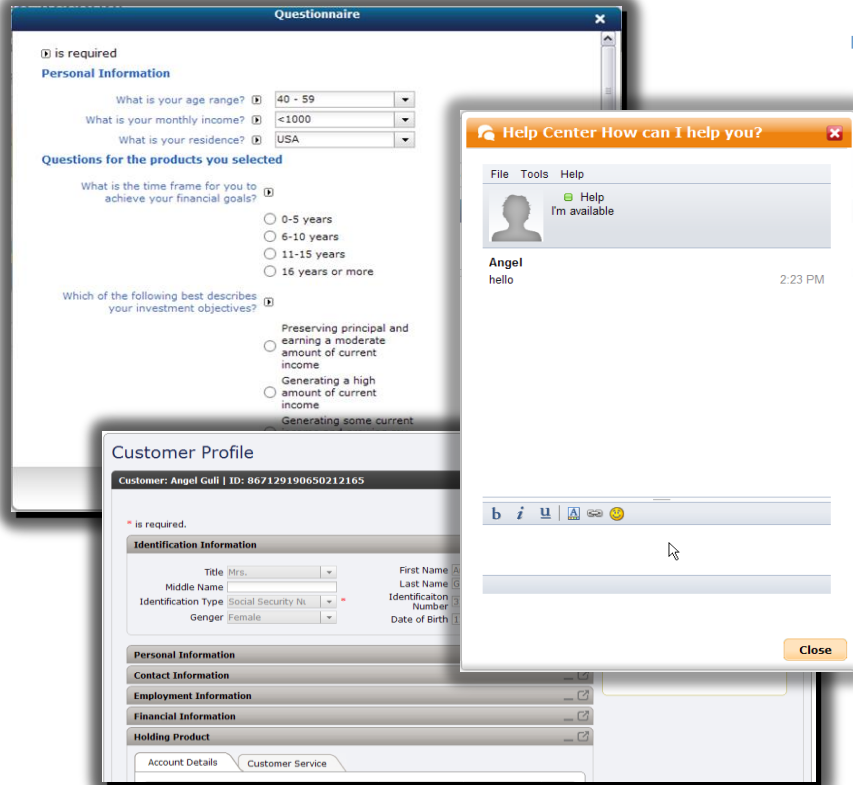 Questionnaire
is required
Personal Information
What is your age range? 40 - 59
What is your monthly income? <1000
What is your residence? USA
Questions for the products you selected
What is the time frame for you to
achieve your financial goals?
0-5 years
6-10 years
11-15 years
16 years or more
Which of the following best describes
your investment objectives?
Preserving principal and
earning a moderate
amount of current
income
Generating a high
amount of current
income
Generating some current
Help Center How can I help you?
File Tools Help
Help
I'm available
Angel
hello 2:23 PM
b i u A
Close
Customer Profile
Customer: Angel Guli | ID: 867129190650212165
* is required.
Identification Information
Title Mrs.
First Name A
Middle Name
Last Name G
Identification Type Social Security Nu *
Identificaiton
Number 3
Genger Female
Date of Birth 1
Personal Information
Contact Information
Employment Information
Financial Information
Holding Product
Account Details Customer Service